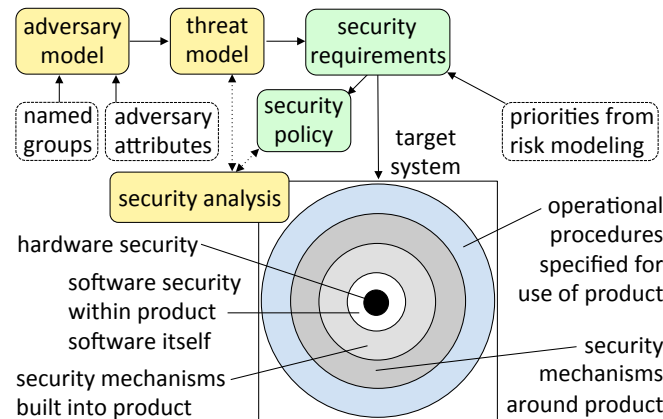 adversary
model
threat
model
security
requirements
named
groups
adversary
attributes
security
policy
priorities from
risk modeling
target
system
security analysis
hardware security
software security
within product
software itself
security mechanisms
built into product
operational
procedures
specified for
use of product
security
mechanisms
around product